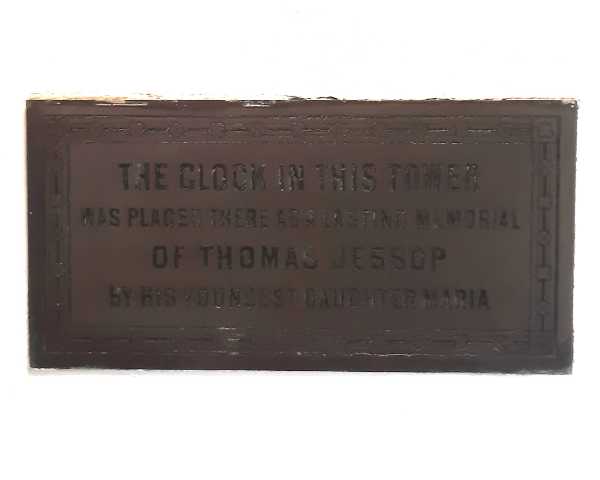 THE CLOCK IN THIS TOWER
WAS PLACED THERE AS A LASTING MEMORIAL
OF THOMAS JESSOP
BY HIS YOUNGEST DAUGHTER MARIA